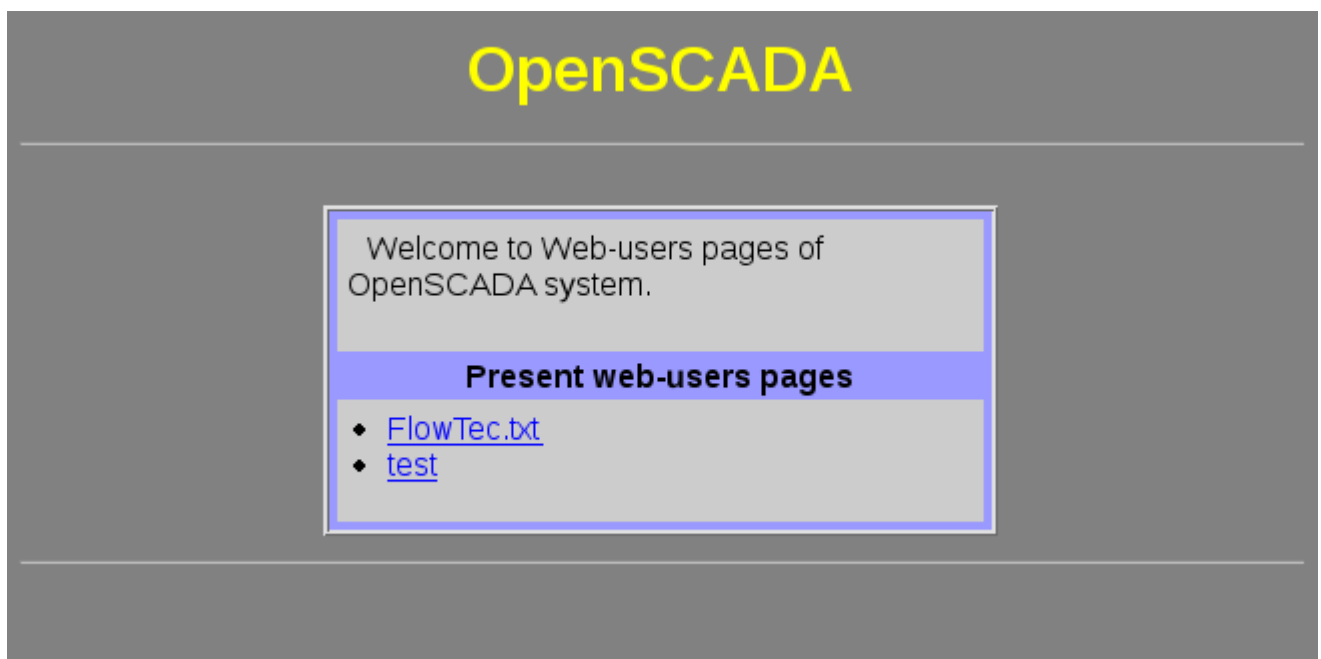 OpenSCADA
Welcome to Web-users pages of
OpenSCADA system.
Present web-users pages
FlowTec.txt
test